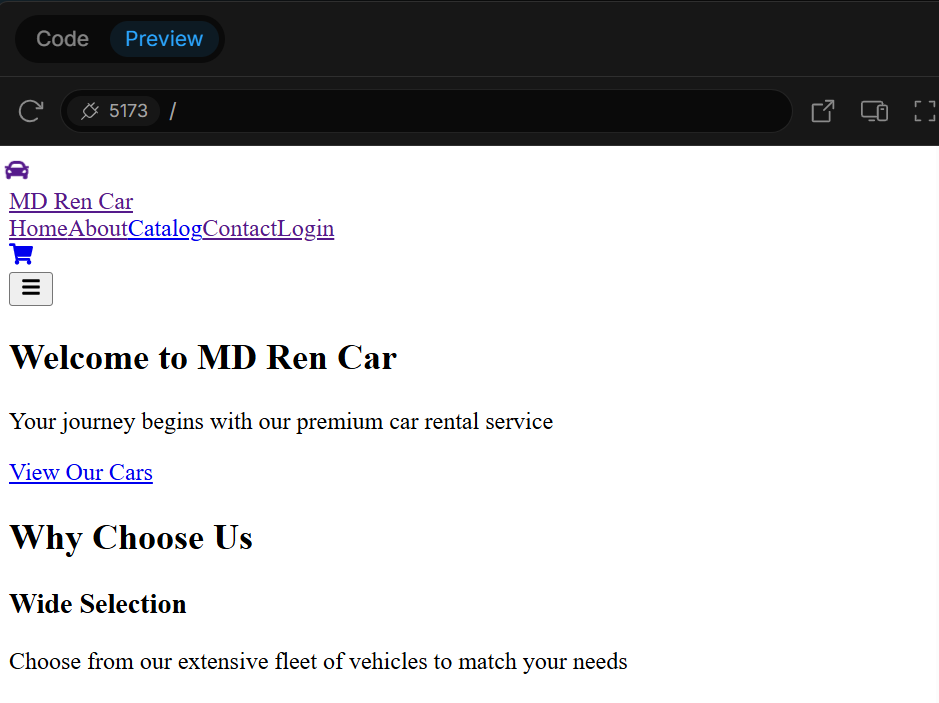 Code Preview
5173 /
MD Ren Car
HomeAboutCatalogContactLogin
Welcome to MD Ren Car
Your journey begins with our premium car rental service
View Our Cars
Why Choose Us
Wide Selection
Choose from our extensive fleet of vehicles to match your needs